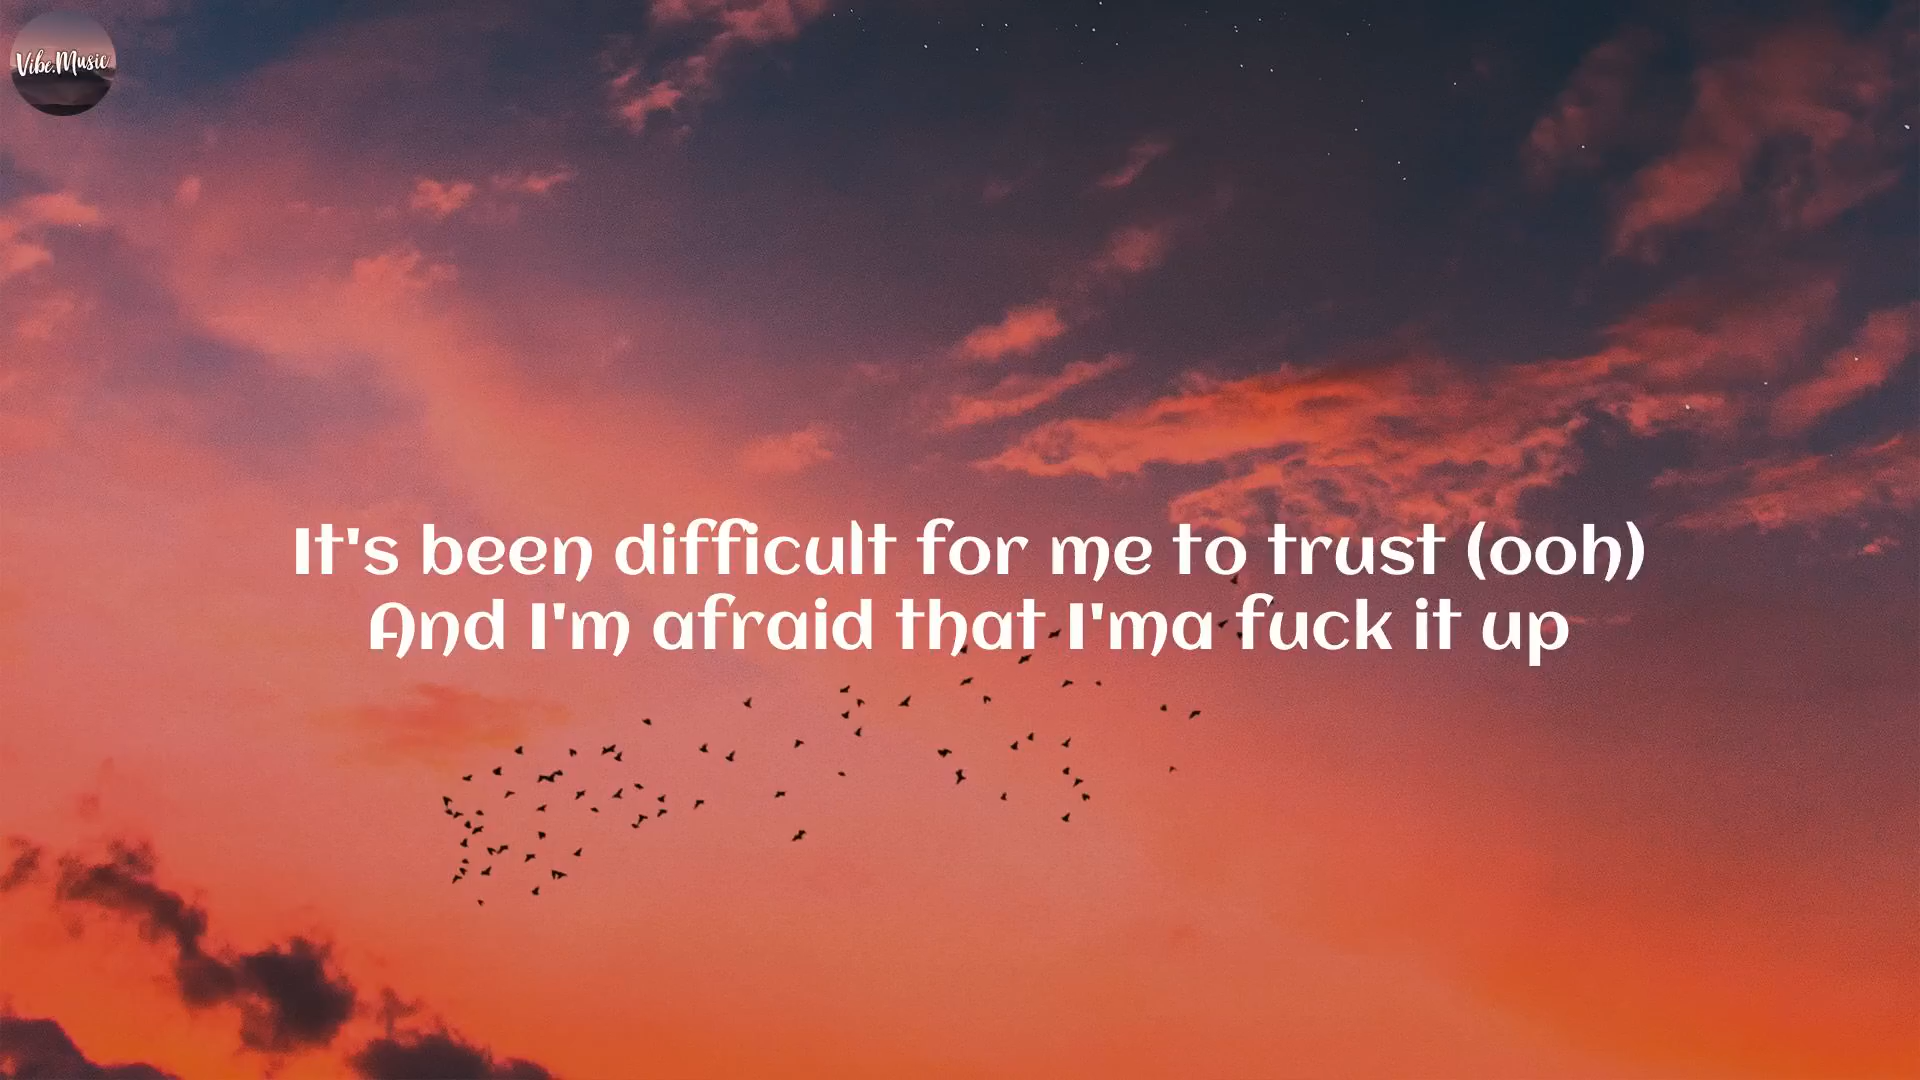 Vibe.Music
It's been difficult for me to trust (ooh)
And I'm afraid that I'ma fuck it up